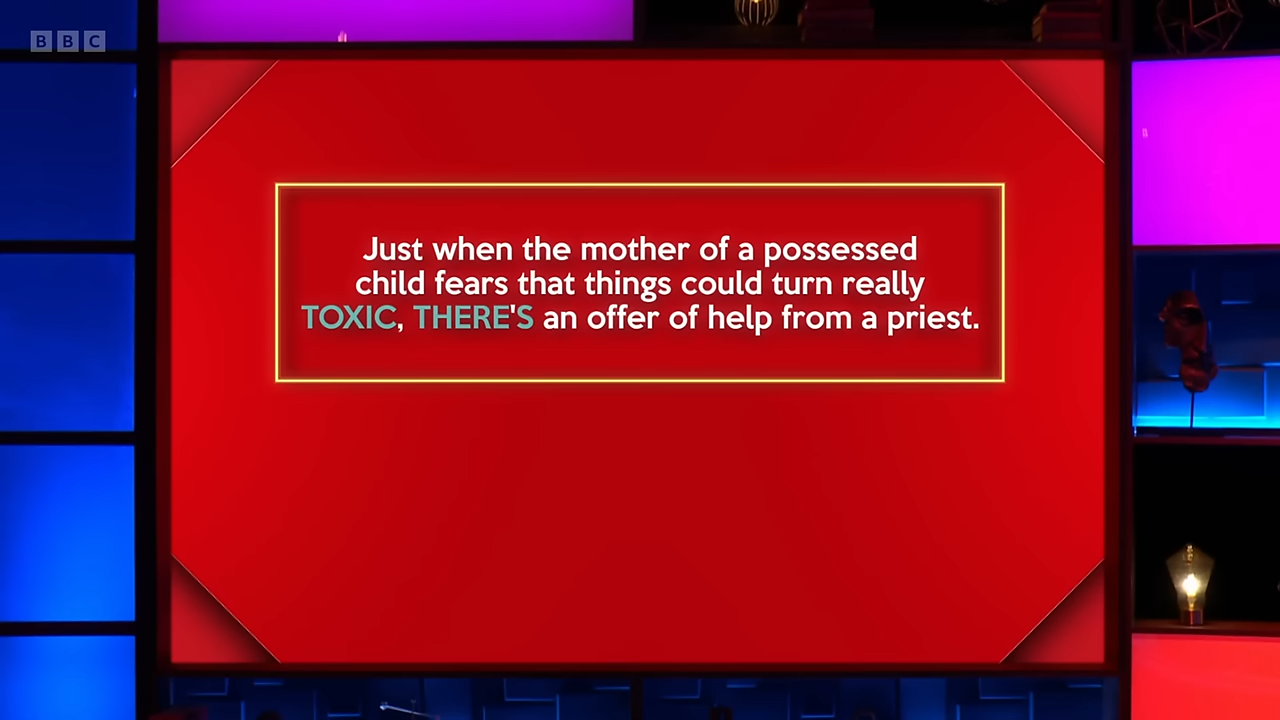 BBC
Just when the mother of a possessed
child fears that things could turn really
TOXIC, THERE'S an offer of help from a priest.